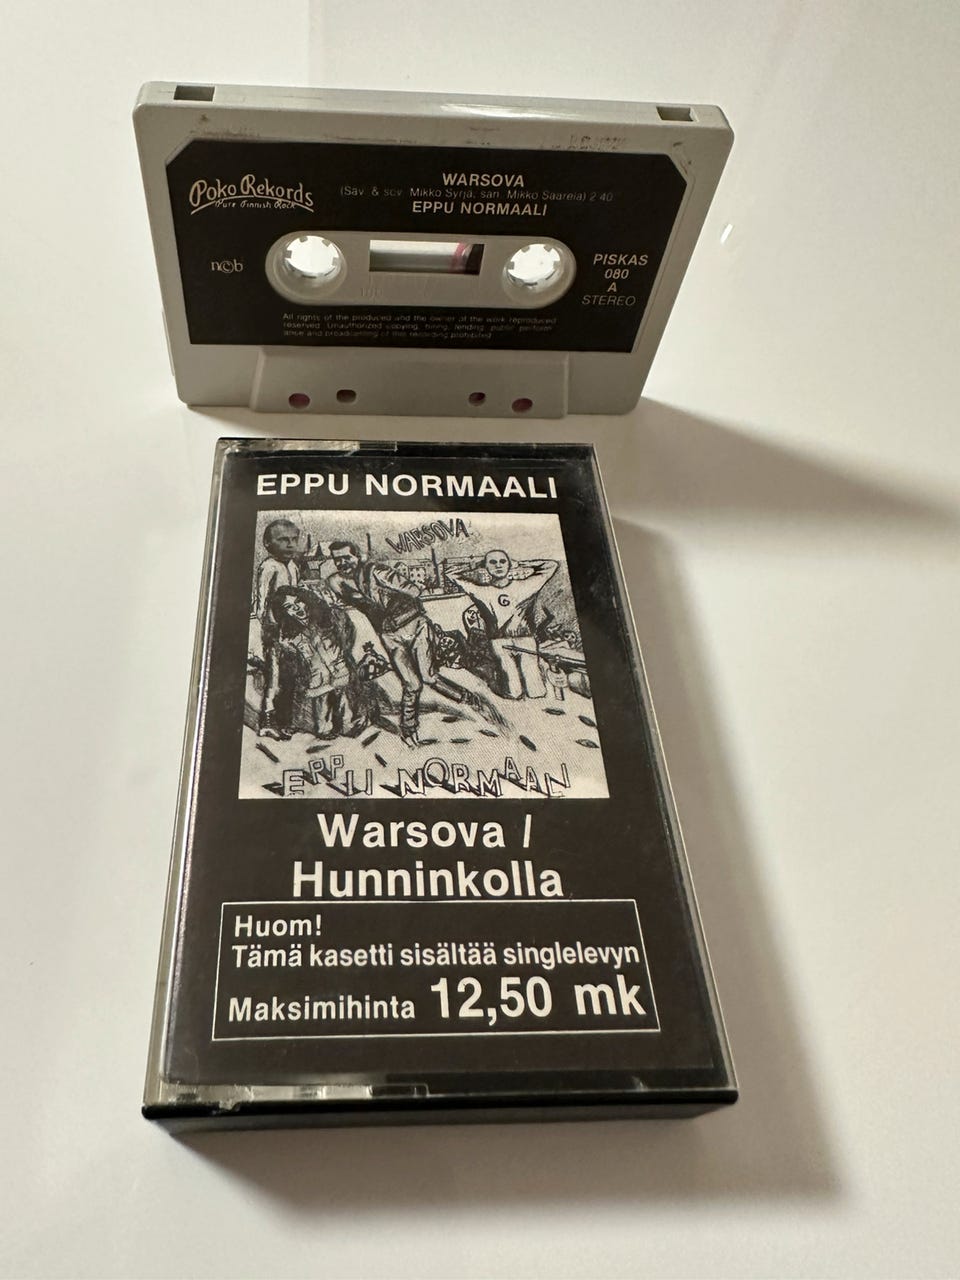 Poko Rekords
Pure Finnish Rock
WARSOVA
(Säv. & sov. Mikko Syrjä, san. Mikko Saarela) 2.40
EPPU NORMAALI
n©b
PISKAS
080
A
STEREO
100
All rights of the produced and the owner of the work reproduced
reserved. Unauthorized copying, hiring, lending, public perform-
ance and broadcasting of this recording prohibited.
EPPU NORMAALI
WARSOVA
G
EPPU NORMAALI
Warsova /
Hunninkolla
Huom!
Tämä kasetti sisältää singlelevyn
Maksimihinta 12,50 mk